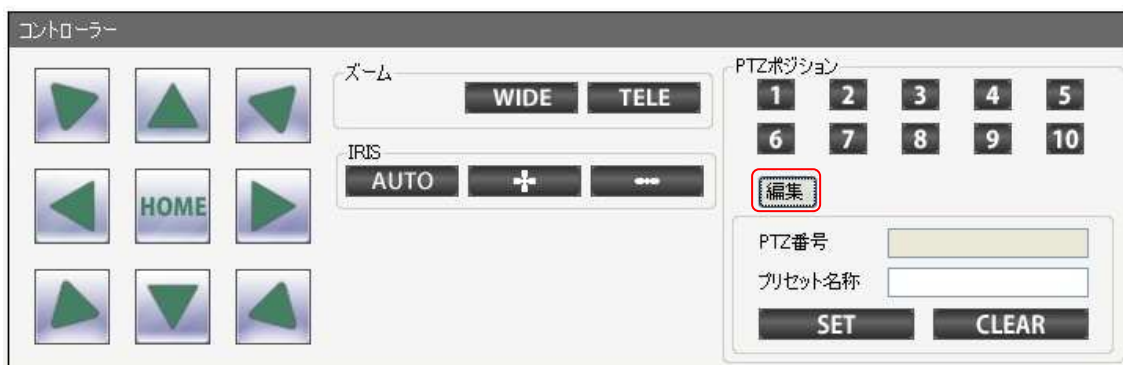 コントローラー
HOME
ズーム
WIDE TELE
IRIS
AUTO + -
PTZポジション
1 2 3 4 5
6 7 8 9 10
編集
PTZ番号
プリセット名称
SET CLEAR